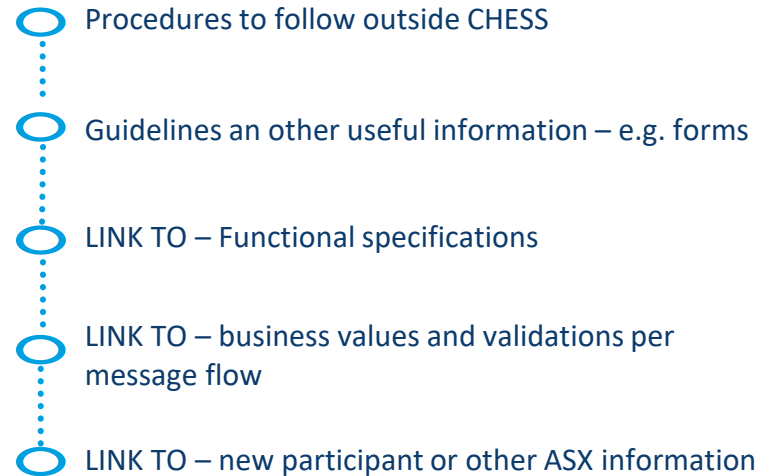 Procedures to follow outside CHESS
Guidelines an other useful information – e.g. forms
LINK TO – Functional specifications
LINK TO – business values and validations per
message flow
LINK TO – new participant or other ASX information